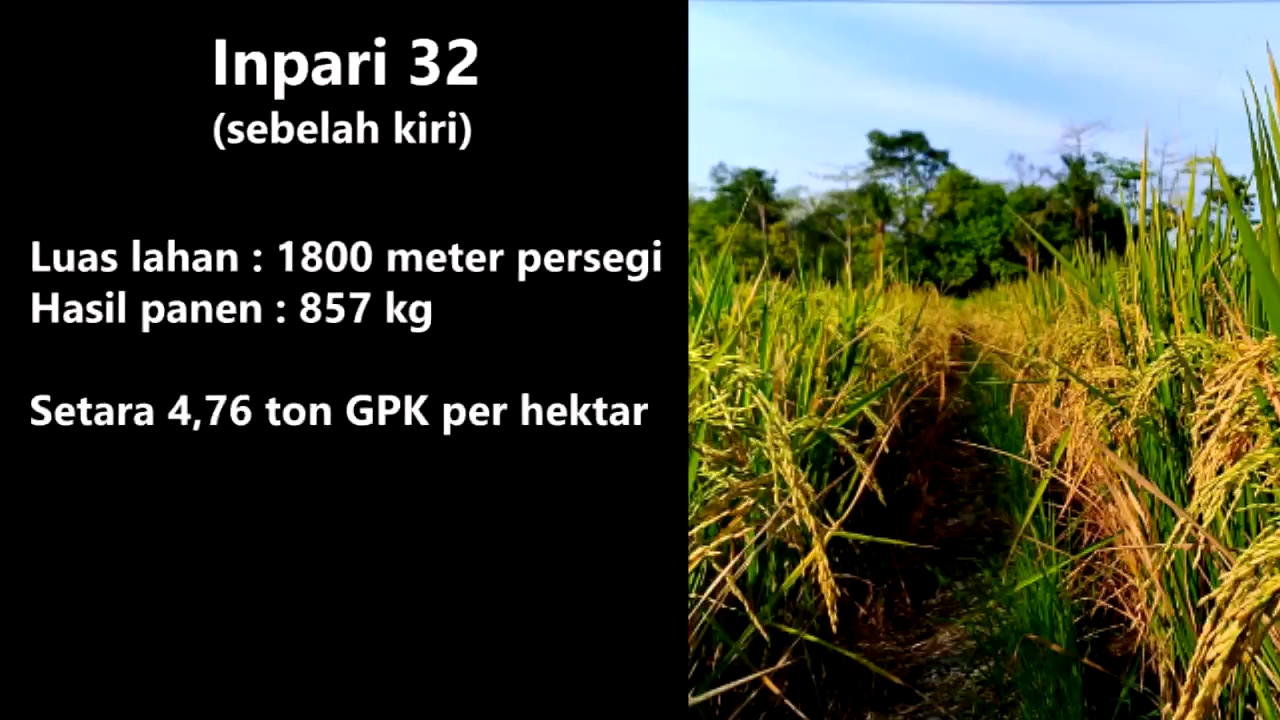 Inpari 32
(sebelah kiri)
Luas lahan : 1800 meter persegi
Hasil panen : 857 kg
Setara 4,76 ton GPK per hektar